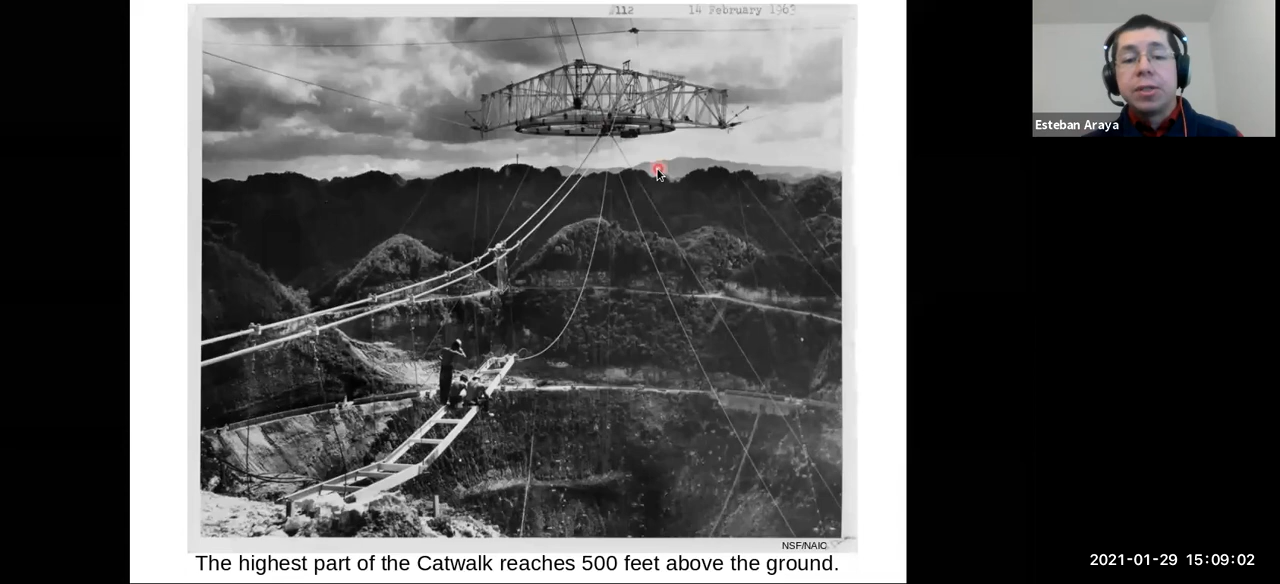 #112 14 February 1963
Esteban Araya
NSF/NAIC
The highest part of the Catwalk reaches 500 feet above the ground.
2021-01-29 15:09:02